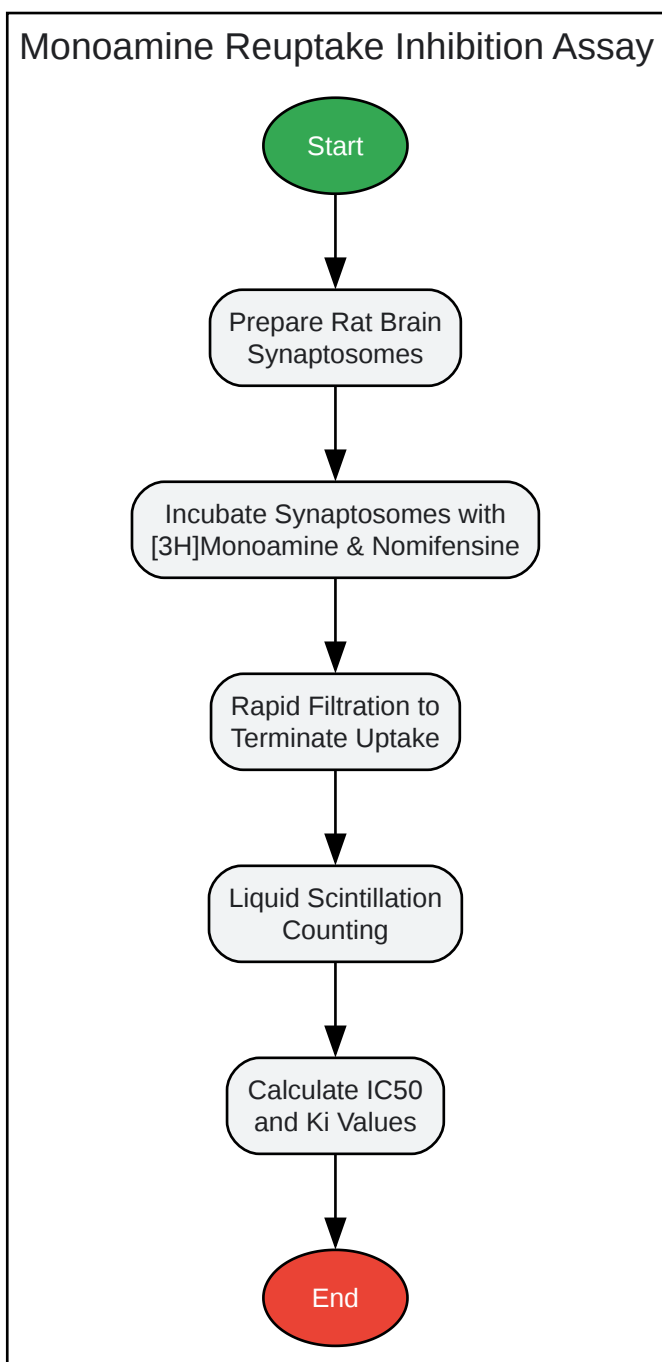 Monoamine Reuptake Inhibition Assay
Start
Prepare Rat Brain
Synaptosomes
Incubate Synaptosomes with
[3H]Monoamine & Nomifensine
Rapid Filtration to
Terminate Uptake
Liquid Scintillation
Counting
Calculate IC50
and Ki Values
End